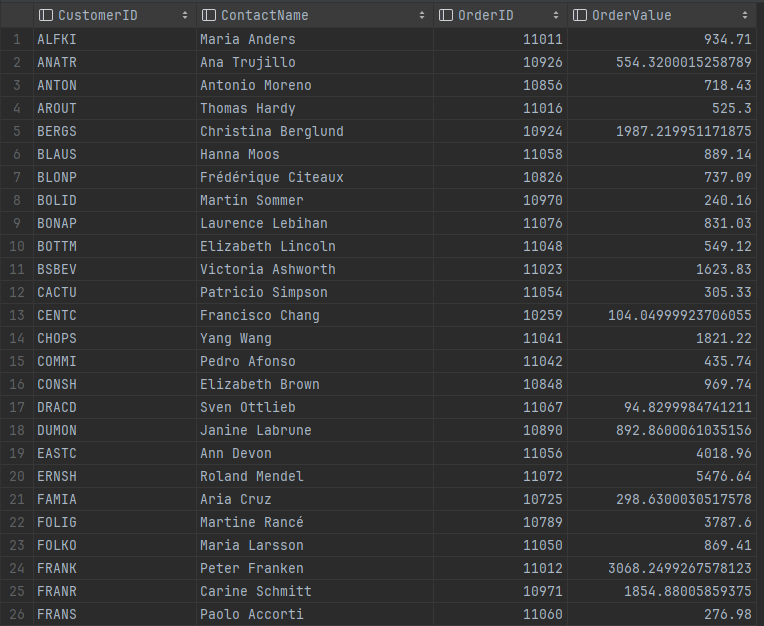 CustomerID ContactName OrderID OrderValue
1 ALFKI Maria Anders 11011 934.71
2 ANATR Ana Trujillo 10926 554.3200015258789
3 ANTON Antonio Moreno 10856 718.43
4 AROUT Thomas Hardy 11016 525.3
5 BERGS Christina Berglund 10924 1987.219951171875
6 BLAUS Hanna Moos 11058 889.14
7 BLONP Frédérique Citeaux 10826 737.09
8 BOLID Martín Sommer 10970 240.16
9 BONAP Laurence Lebihan 11076 831.03
10 BOTTM Elizabeth Lincoln 11048 549.12
11 BSBEV Victoria Ashworth 11023 1623.83
12 CACTU Patricio Simpson 11054 305.33
13 CENTC Francisco Chang 10259 104.04999923706055
14 CHOPS Yang Wang 11041 1821.22
15 COMMI Pedro Afonso 11042 435.74
16 CONSH Elizabeth Brown 10848 969.74
17 DRACD Sven Ottlieb 11067 94.8299984741211
18 DUMON Janine Labrune 10890 892.8600061035156
19 EASTC Ann Devon 11056 4018.96
20 ERNSH Roland Mendel 11072 5476.64
21 FAMIA Aria Cruz 10725 298.6300030517578
22 FOLIG Martine Rancé 10789 3787.6
23 FOLKO Maria Larsson 11050 869.41
24 FRANK Peter Franken 11012 3068.2499267578123
25 FRANR Carine Schmitt 10971 1854.88005859375
26 FRANS Paolo Accorti 11060 276.98